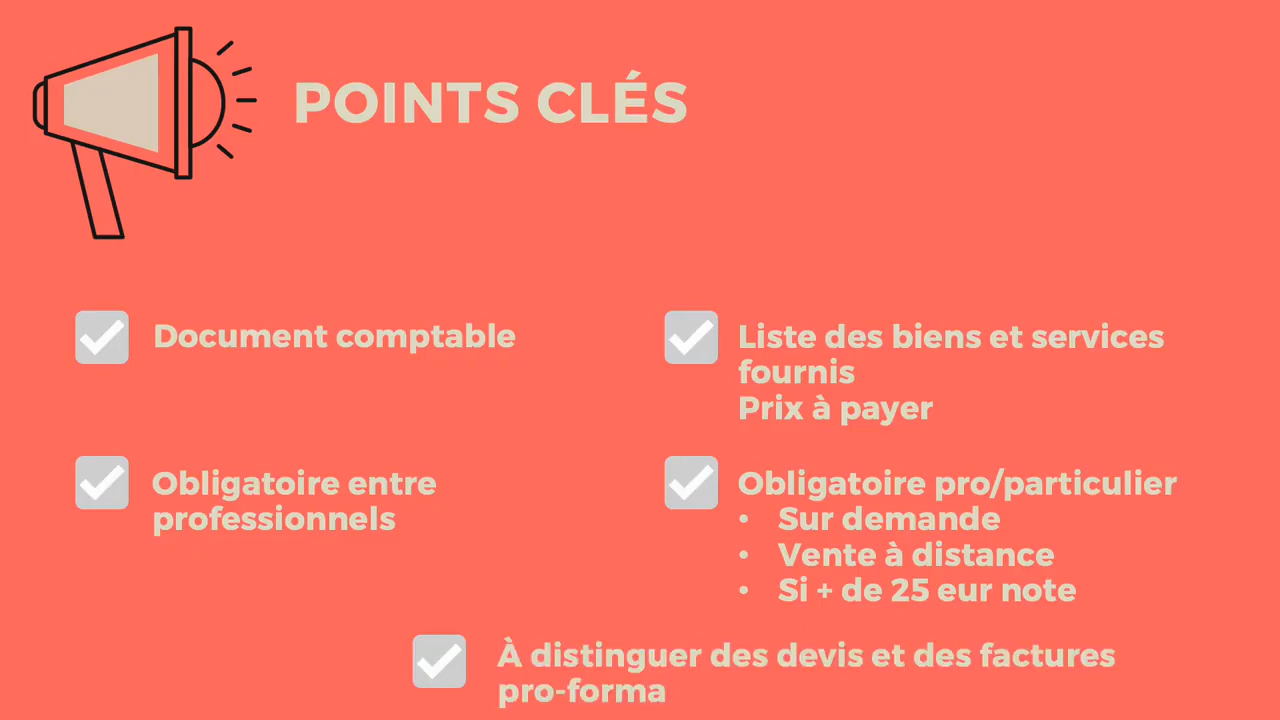 POINTS CLÉS
Document comptable
Liste des biens et services
fournis
Prix à payer
Obligatoire entre
professionnels
Obligatoire pro/particulier
• Sur demande
• Vente à distance
• Si + de 25 eur note
À distinguer des devis et des factures
pro-forma